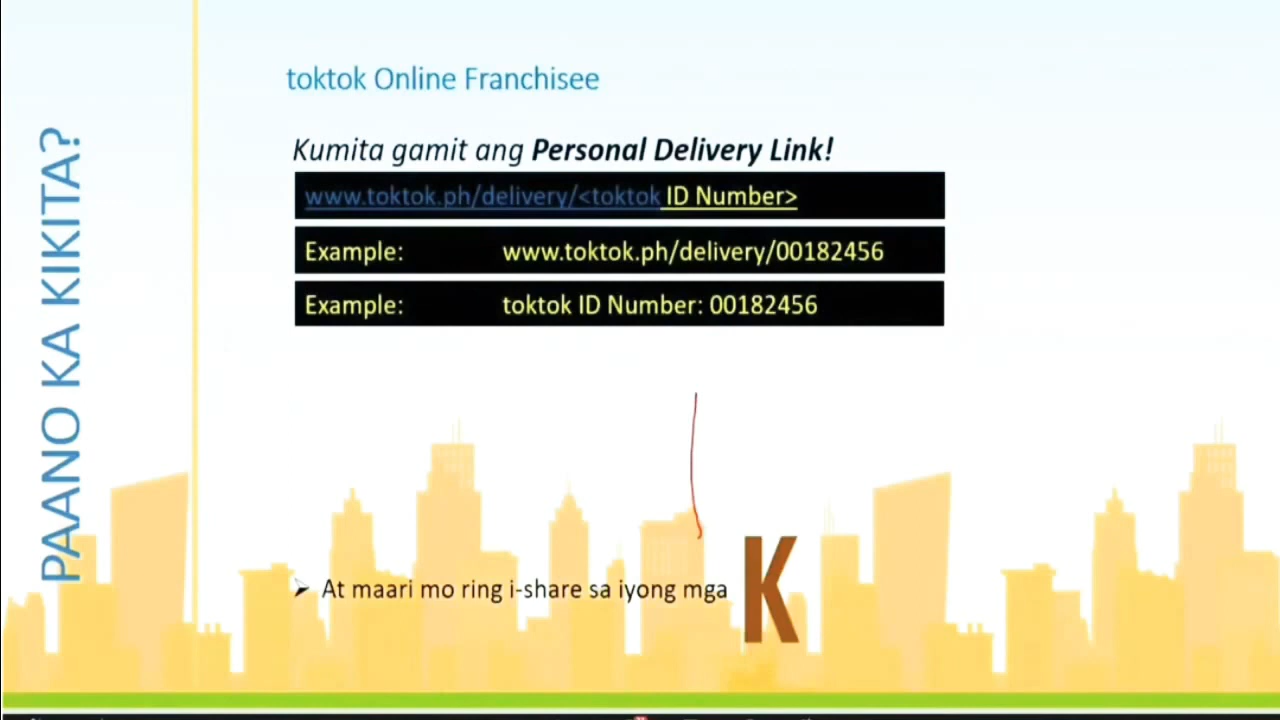 PAANO KA KIKITA?
toktok Online Franchisee
Kumita gamit ang Personal Delivery Link!
www.toktok.ph/delivery/<toktok ID Number>
Example: www.toktok.ph/delivery/00182456
Example: toktok ID Number: 00182456
➢ At maari mo ring i-share sa iyong mga K